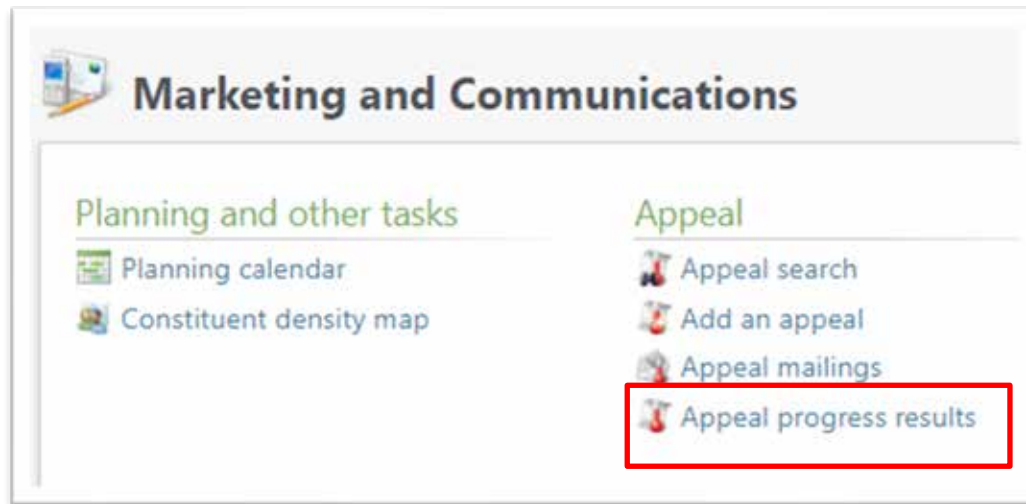 Marketing and Communications
Planning and other tasks
Planning calendar
Constituent density map
Appeal
Appeal search
Add an appeal
Appeal mailings
Appeal progress results